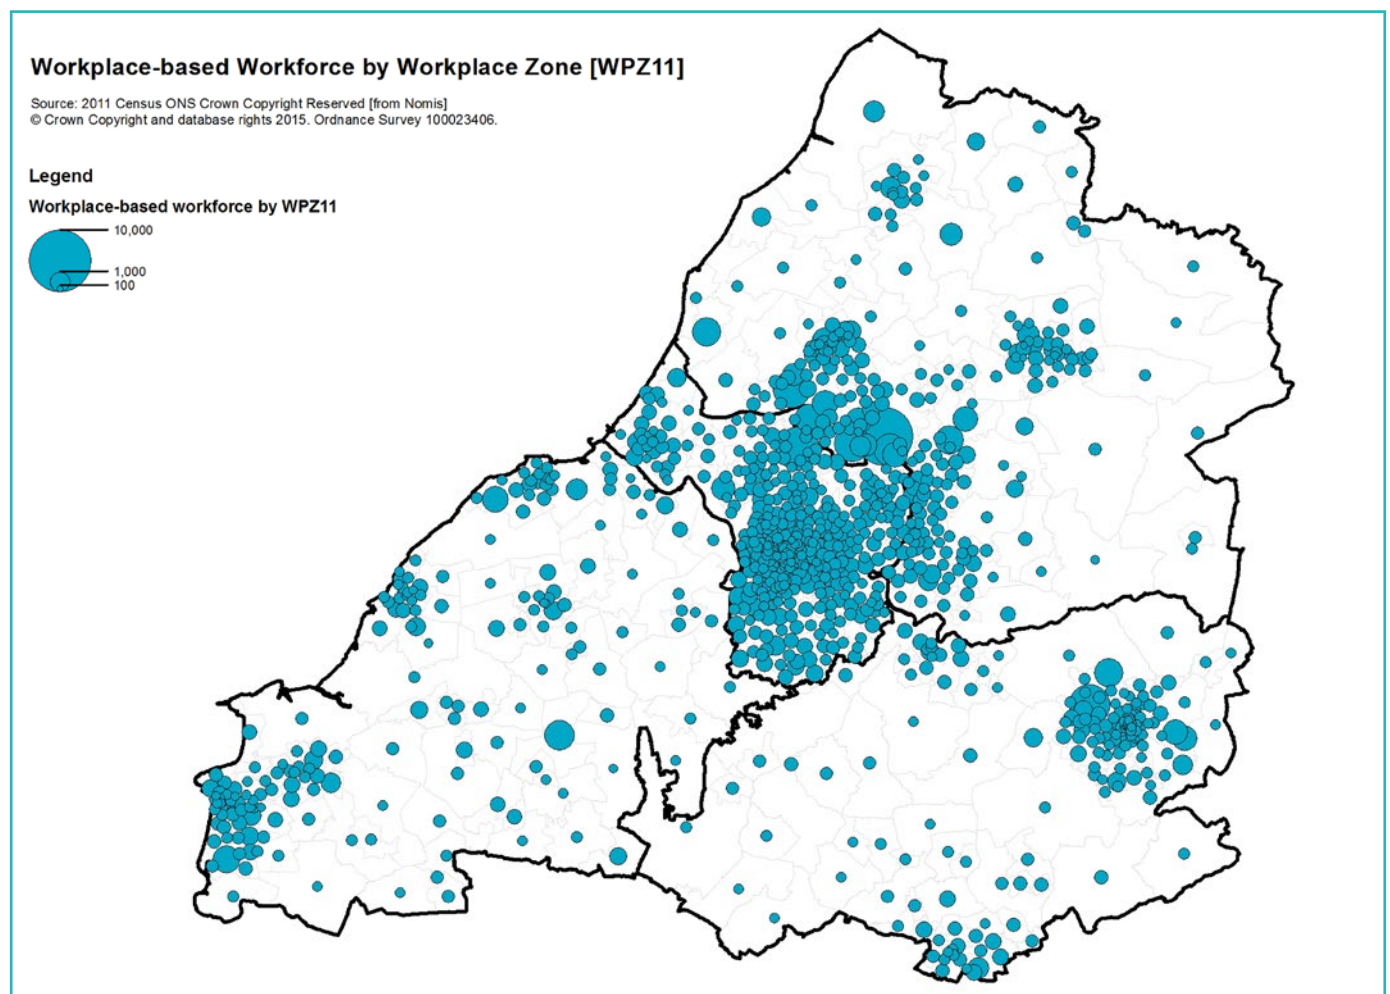 Workplace-based Workforce by Workplace Zone [WPZ11]
Source: 2011 Census ONS Crown Copyright Reserved [from Nomis]
© Crown Copyright and database rights 2015. Ordnance Survey 100023406.
Legend
Workplace-based workforce by WPZ11
10,000
1,000
100